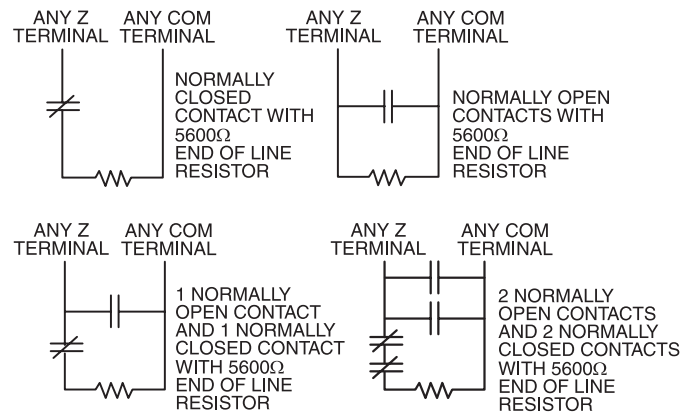 ANY Z
TERMINAL
ANY COM
TERMINAL
NORMALLY
CLOSED
CONTACT WITH
5600Ω
END OF LINE
RESISTOR
ANY Z
TERMINAL
ANY COM
TERMINAL
NORMALLY OPEN
CONTACTS WITH
5600Ω
END OF LINE
RESISTOR
ANY Z
TERMINAL
ANY COM
TERMINAL
1 NORMALLY
OPEN CONTACT
AND 1 NORMALLY
CLOSED CONTACT
WITH 5600Ω
END OF LINE
RESISTOR
ANY Z
TERMINAL
ANY COM
TERMINAL
2 NORMALLY
OPEN CONTACTS
AND 2 NORMALLY
CLOSED CONTACTS
WITH 5600Ω
END OF LINE
RESISTOR